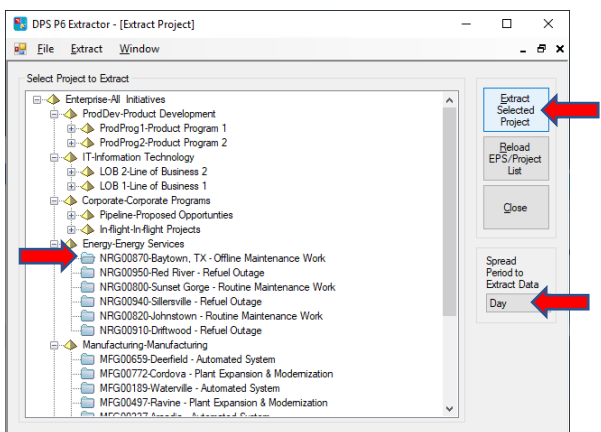 DPS P6 Extractor - [Extract Project]
File Extract Window
Select Project to Extract
Enterprise-All Initiatives
ProdDev-Product Development
ProdProg1-Product Program 1
ProdProg2-Product Program 2
IT-Information Technology
LOB 2-Line of Business 2
LOB 1-Line of Business 1
Corporate-Corporate Programs
Pipeline-Proposed Opportunties
In-flight-In-flight Projects
Energy-Energy Services
NRG00870-Baytown, TX - Offline Maintenance Work
NRG00950-Red River - Refuel Outage
NRG00800-Sunset Gorge - Routine Maintenance Work
NRG00940-Sillersville - Refuel Outage
NRG00820-Johnstown - Routine Maintenance Work
NRG00910-Driftwood - Refuel Outage
Manufacturing-Manufacturing
MFG00659-Deerfield - Automated System
MFG00772-Cordova - Plant Expansion & Modernization
MFG00189-Waterville - Automated System
MFG00497-Ravine - Plant Expansion & Modernization
Extract
Selected
Project
Reload
EPS/Project
List
Close
Spread
Period to
Extract Data
Day